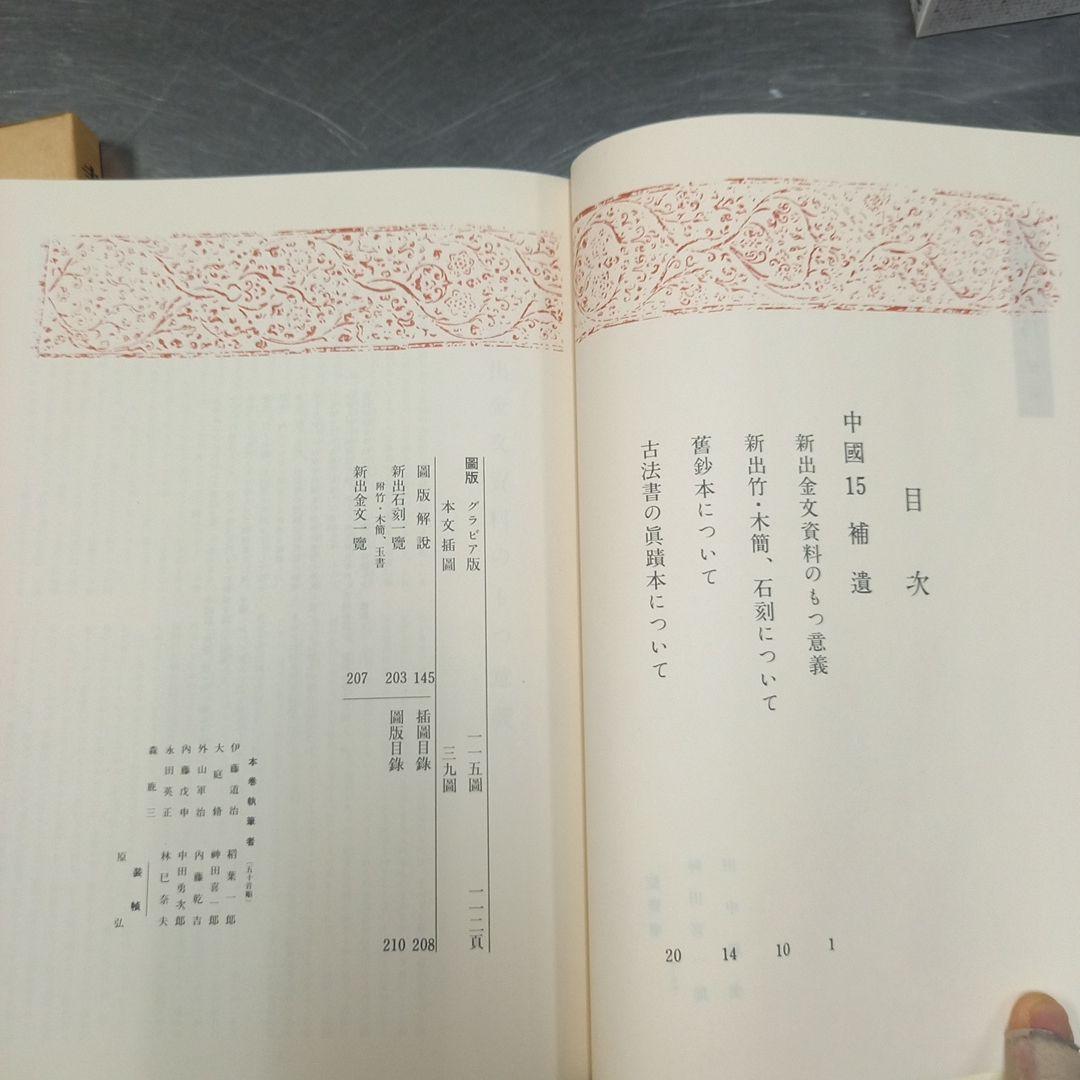 目次
中國15 補遺
新出金文資料のもつ意義 1
新出竹・木簡、石刻について 10
舊鈔本について 14
古法書の眞蹟本について 20
圖版 グラビア版 一一五圖 一一二頁
本文插圖 三九圖
圖版解說 145
新出石刻一覽 203
附竹・木簡、玉書
新出金文一覽 207
插圖目錄 208
圖版目錄 210
本卷執筆者(五十音順)
伊藤道治 稻葉一郎
大庭脩 神田喜一郎
外山軍治 內藤乾吉
內藤戊申 中田勇次郎
永田英正 林巳奈夫
森鹿三
裝幀
原弘